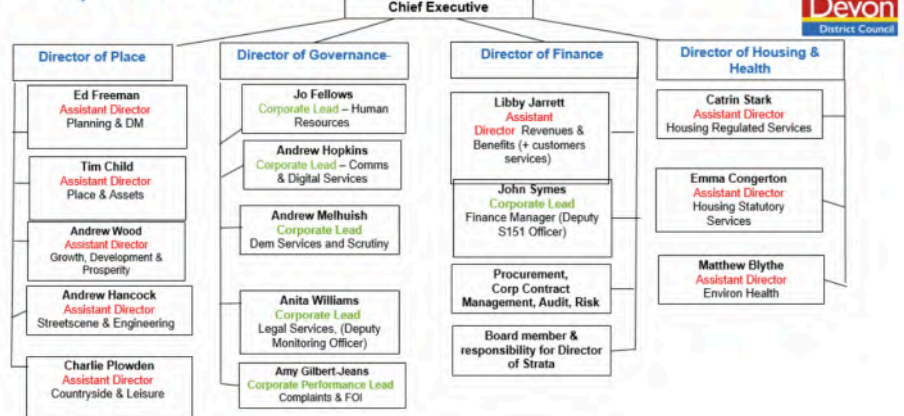 Chief Executive
Devon
District Council
Director of Place
Ed Freeman
Assistant Director
Planning & DM
Tim Child
Assistant Director
Place & Assets
Andrew Wood
Assistant Director
Growth, Development &
Prosperity
Andrew Hancock
Assistant Director
Streetscene & Engineering
Charlie Plowden
Assistant Director
Countryside & Leisure
Director of Governance-
Jo Fellows
Corporate Lead – Human
Resources
Andrew Hopkins
Corporate Lead – Comms
& Digital Services
Andrew Melhuish
Corporate Lead
Dem Services and Scrutiny
Anita Williams
Corporate Lead
Legal Services, (Deputy
Monitoring Officer)
Amy Gilbert-Jeans
Corporate Performance Lead
Complaints & FOI
Director of Finance
Libby Jarrett
Assistant
Director Revenues &
Benefits (+ customers
services)
John Symes
Corporate Lead
Finance Manager (Deputy
S151 Officer)
Procurement,
Corp Contract
Management, Audit, Risk
Board member &
responsibility for Director
of Strata
Director of Housing &
Health
Catrin Stark
Assistant Director
Housing Regulated Services
Emma Congerton
Assistant Director
Housing Statutory
Services
Matthew Blythe
Assistant Director
Environ Health